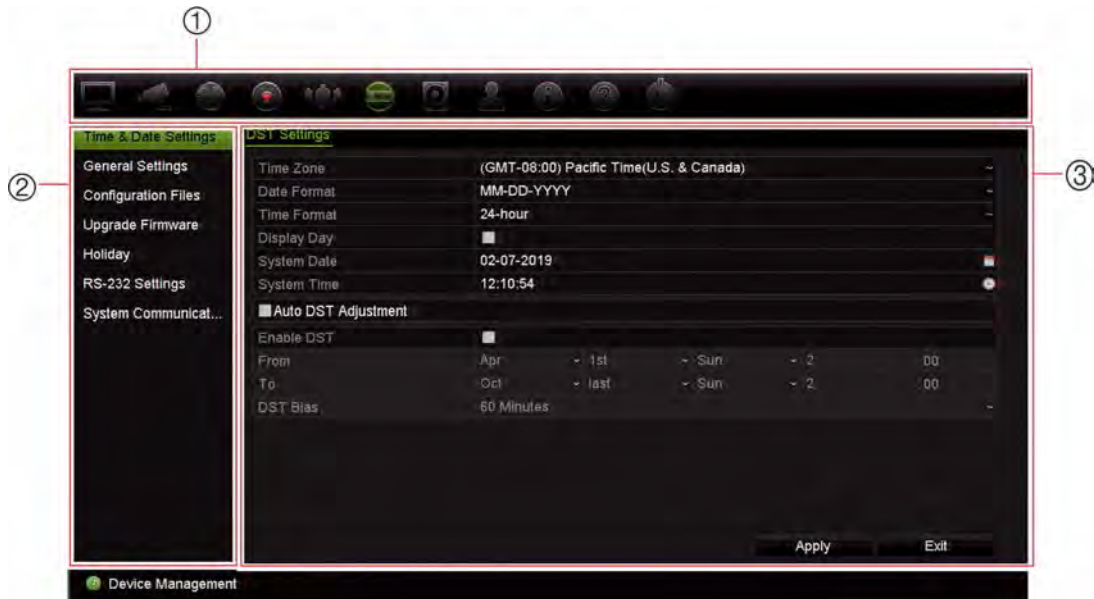 ①
Time & Date Settings
DST Settings
General Settings
Time Zone (GMT-08:00) Pacific Time(U.S. & Canada)
②
③
Configuration Files
Date Format MM-DD-YYYY
Upgrade Firmware
Time Format 24-hour
Holiday
Display Day
System Date 02-07-2019
RS-232 Settings
System Time 12:10:54
System Communicat...
Auto DST Adjustment
Enable DST
From Apr 1st Sun 2 00
To Oct last Sun 2 00
DST Bias 60 Minutes
Apply Exit
Device Management